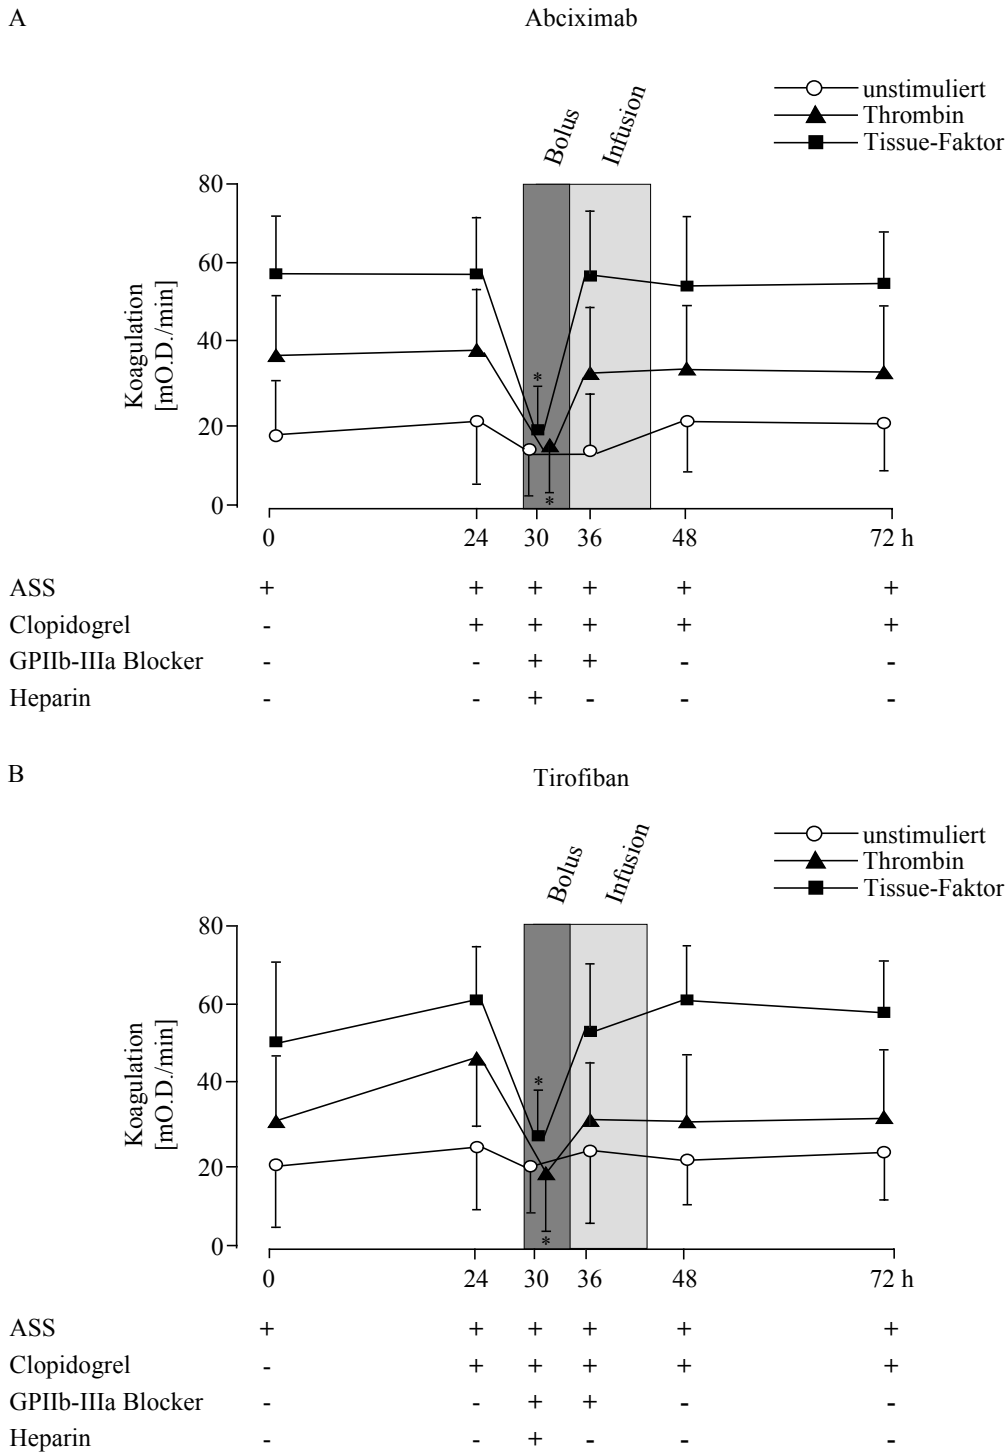 A
Abciximab
Bolus
Infusion
unstimuliert
Thrombin
Tissue-Faktor
Koagulation
[mO.D./min]
80
60
40
20
0
*
*
0 24 30 36 48 72 h
ASS + + + + + +
Clopidogrel - + + + + +
GPIIb-IIIa Blocker - - + + - -
Heparin - - + - - -
B
Tirofiban
Bolus
Infusion
unstimuliert
Thrombin
Tissue-Faktor
Koagulation
[mO.D./min]
80
60
40
20
0
*
*
0 24 30 36 48 72 h
ASS + + + + + +
Clopidogrel - + + + + +
GPIIb-IIIa Blocker - - + + - -
Heparin - - + - - -